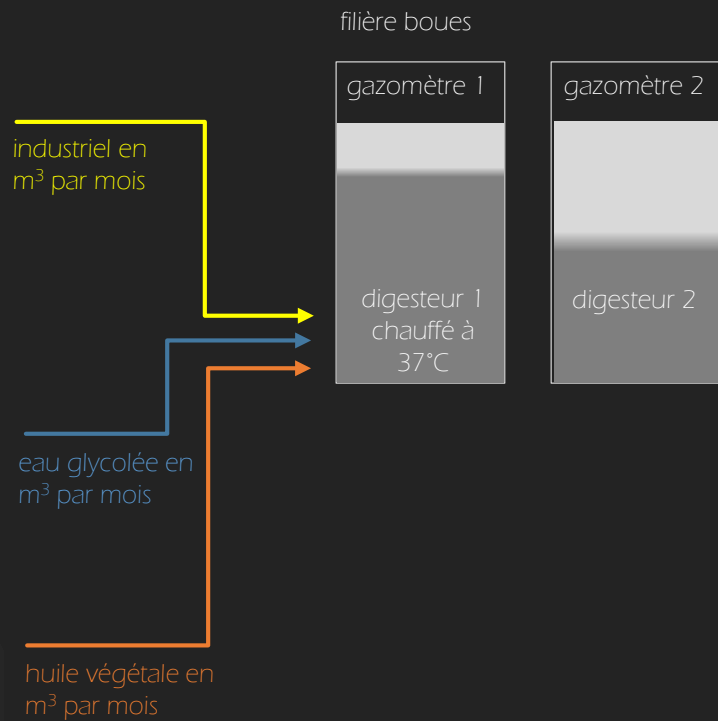 filière boues
gazomètre 1
gazomètre 2
industriel en
m³ par mois
digesteur 1
chauffé à
37°C
digesteur 2
eau glycolée en
m³ par mois
huile végétale en
m³ par mois